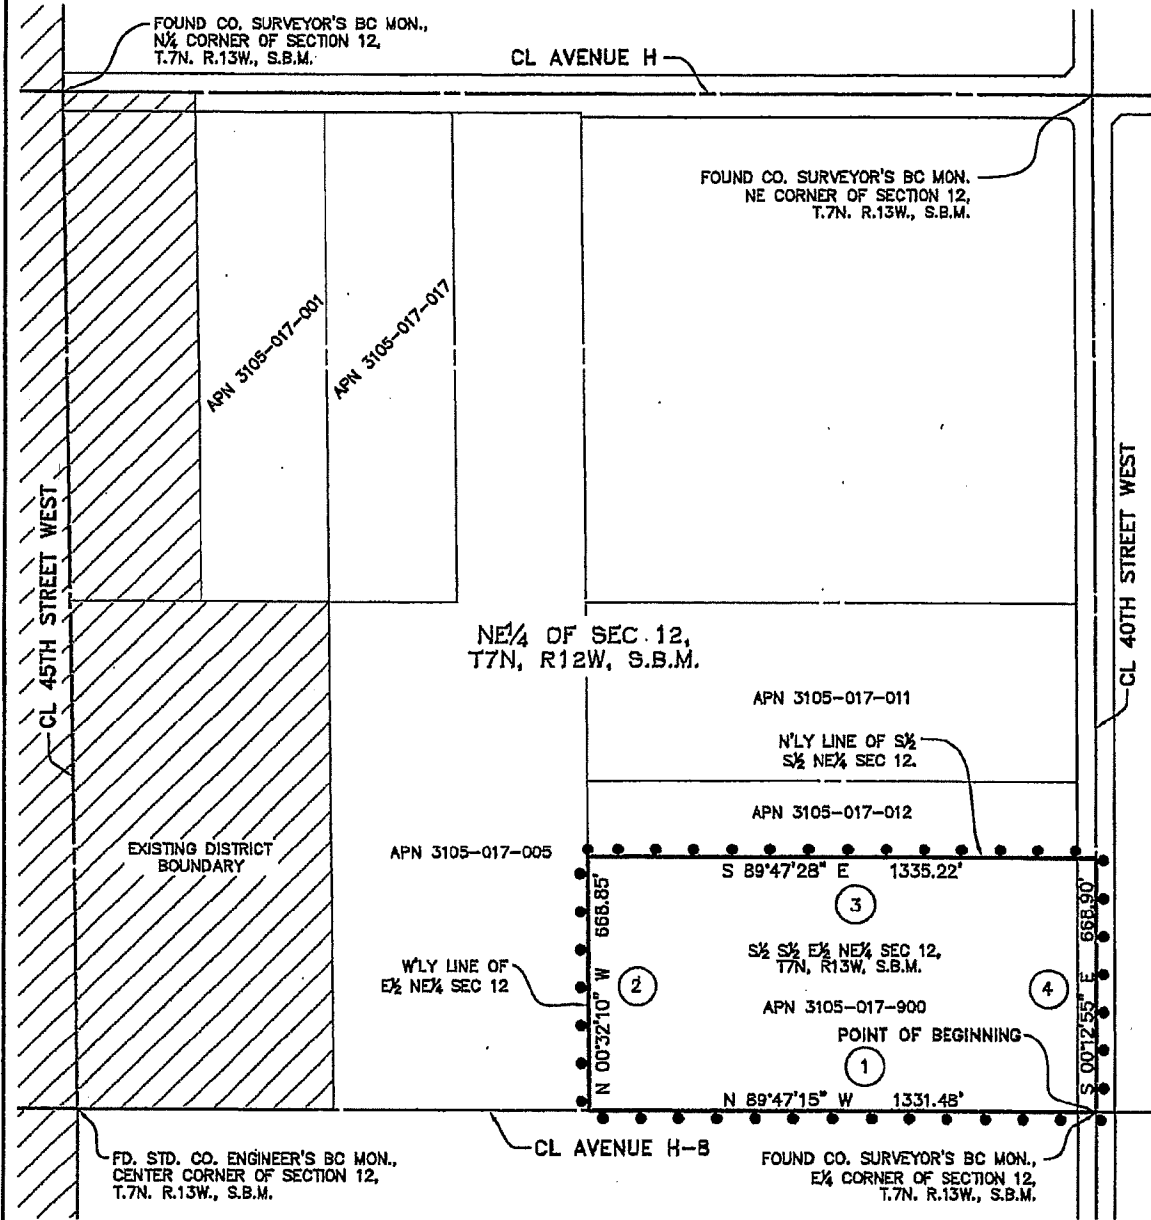 FOUND CO. SURVEYOR'S BC MON.,
N¼ CORNER OF SECTION 12,
T.7N. R.13W., S.B.M.
CL AVENUE H
FOUND CO. SURVEYOR'S BC MON.
NE CORNER OF SECTION 12,
T.7N. R.13W., S.B.M.
APN 3105-017-001
APN 3105-017-017
CL 45TH STREET WEST
CL 40TH STREET WEST
NE¼ OF SEC 12,
T7N, R12W, S.B.M.
APN 3105-017-011
N'LY LINE OF S½
S½ NE¼ SEC 12.
APN 3105-017-012
EXISTING DISTRICT
BOUNDARY
APN 3105-017-005
S 89°47'28" E 1335.22'
3
N 00°32'10" W 668.85'
S 00°12'55" E 668.90'
S½ S½ E½ NE¼ SEC 12,
T7N, R13W, S.B.M.
W'LY LINE OF
E½ NE¼ SEC 12
2
4
APN 3105-017-900
POINT OF BEGINNING
1
N 89°47'15" W 1331.48'
CL AVENUE H-8
FD. STD. CO. ENGINEER'S BC MON.,
CENTER CORNER OF SECTION 12,
T.7N. R.13W., S.B.M.
FOUND CO. SURVEYOR'S BC MON.,
E¼ CORNER OF SECTION 12,
T.7N. R.13W., S.B.M.